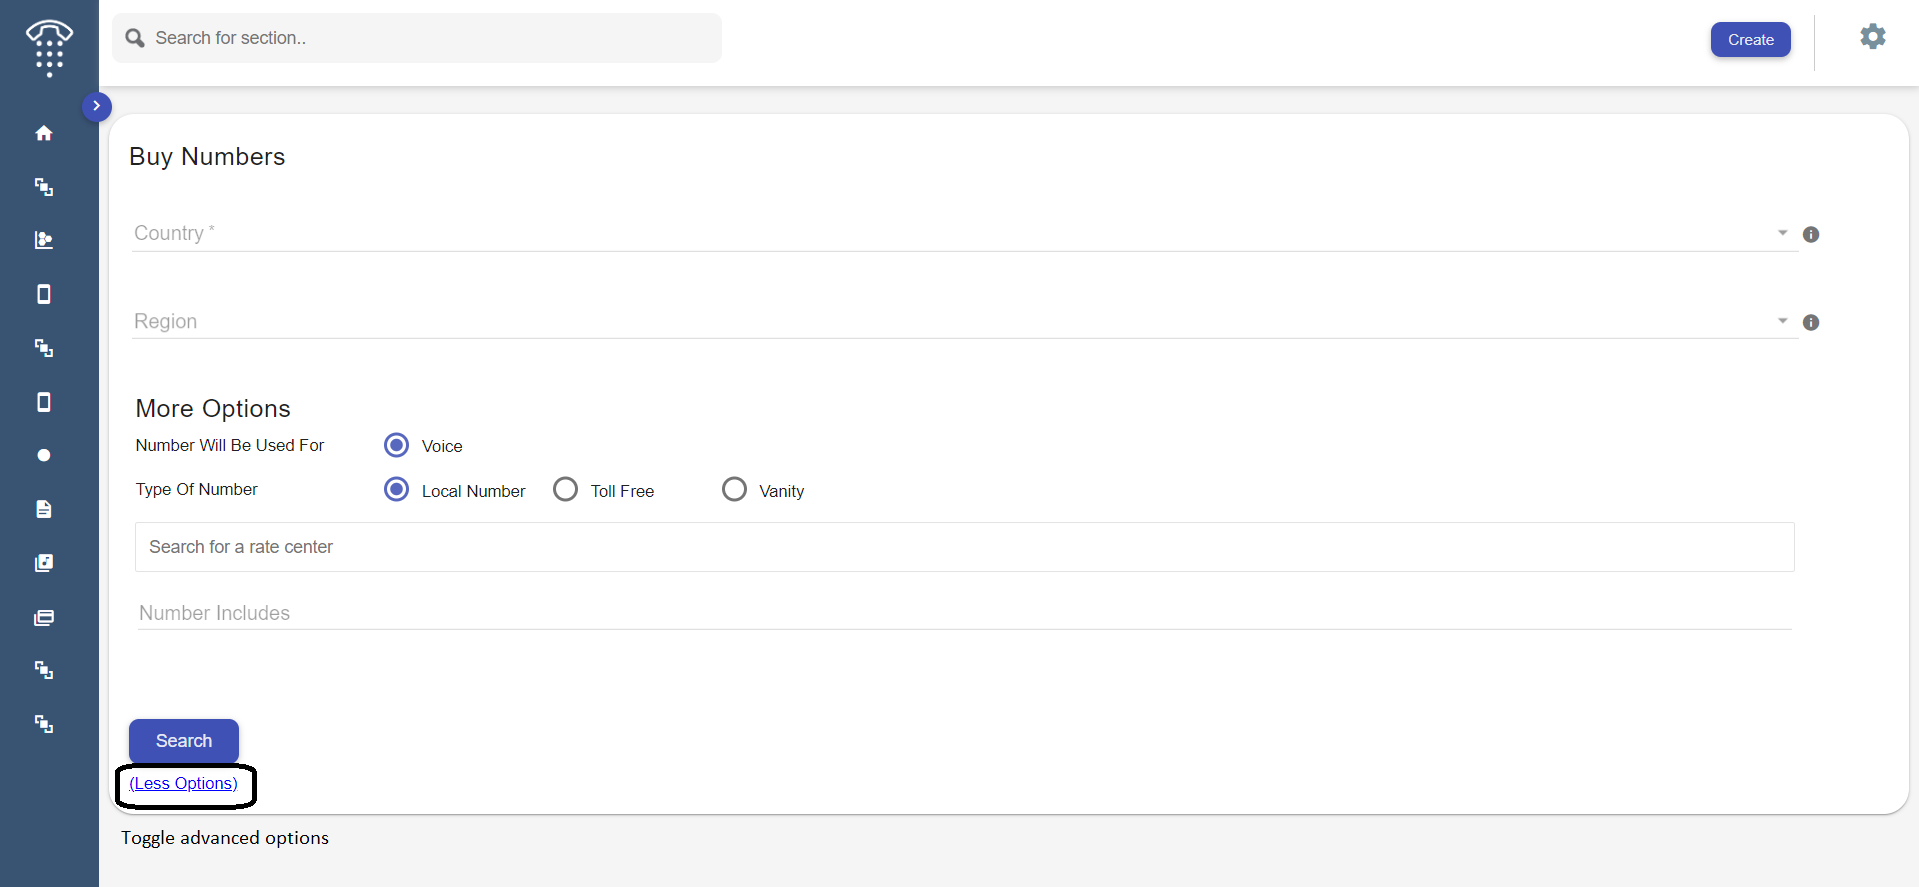 Search for section..
Create
Buy Numbers
Country *
Region
More Options
Number Will Be Used For Voice
Type Of Number Local Number Toll Free Vanity
Search for a rate center
Number Includes
Search
(Less Options)
Toggle advanced options